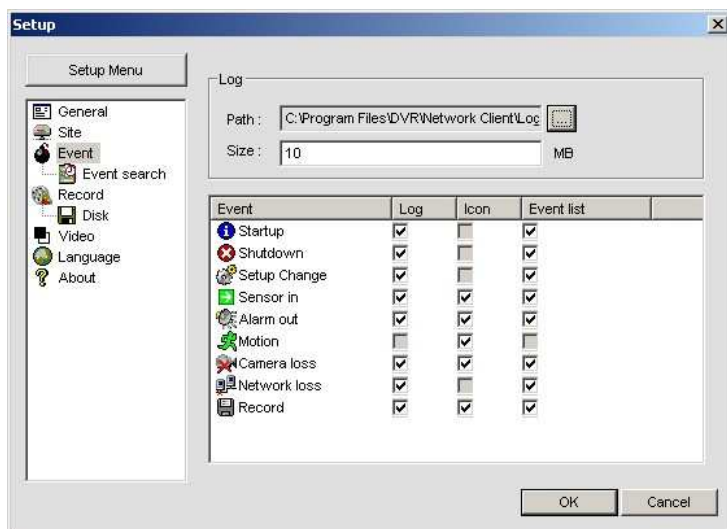 Setup
Setup Menu
General
Site
Event
Event search
Record
Disk
Video
Language
About
Log
Path :
C:\Program Files\DVR\Network Client\Log
...
Size :
10
MB
Event Log Icon Event list
Startup
Shutdown
Setup Change
Sensor in
Alarm out
Motion
Camera loss
Network loss
Record
OK
Cancel